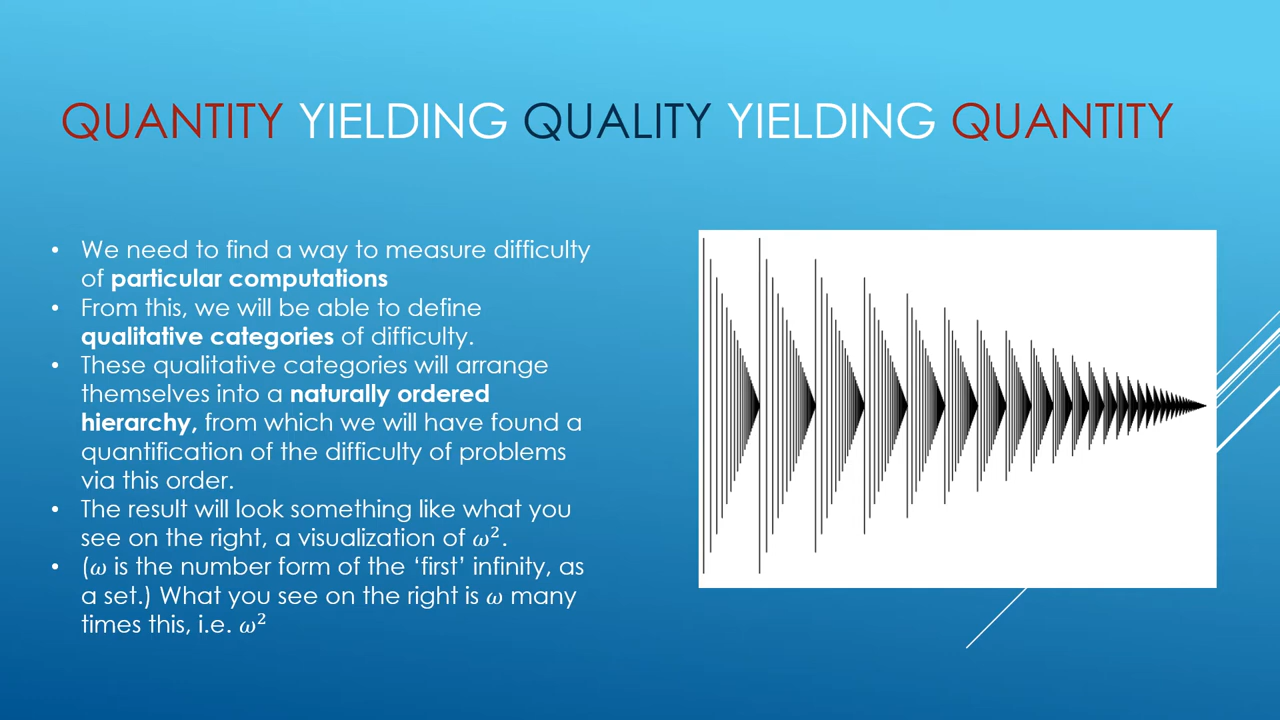 QUANTITY YIELDING QUALITY YIELDING QUANTITY
• We need to find a way to measure difficulty
of particular computations
• From this, we will be able to define
qualitative categories of difficulty.
• These qualitative categories will arrange
themselves into a naturally ordered
hierarchy, from which we will have found a
quantification of the difficulty of problems
via this order.
• The result will look something like what you
see on the right, a visualization of 𝜔².
• (𝜔 is the number form of the ‘first’ infinity, as
a set.) What you see on the right is 𝜔 many
times this, i.e. 𝜔²